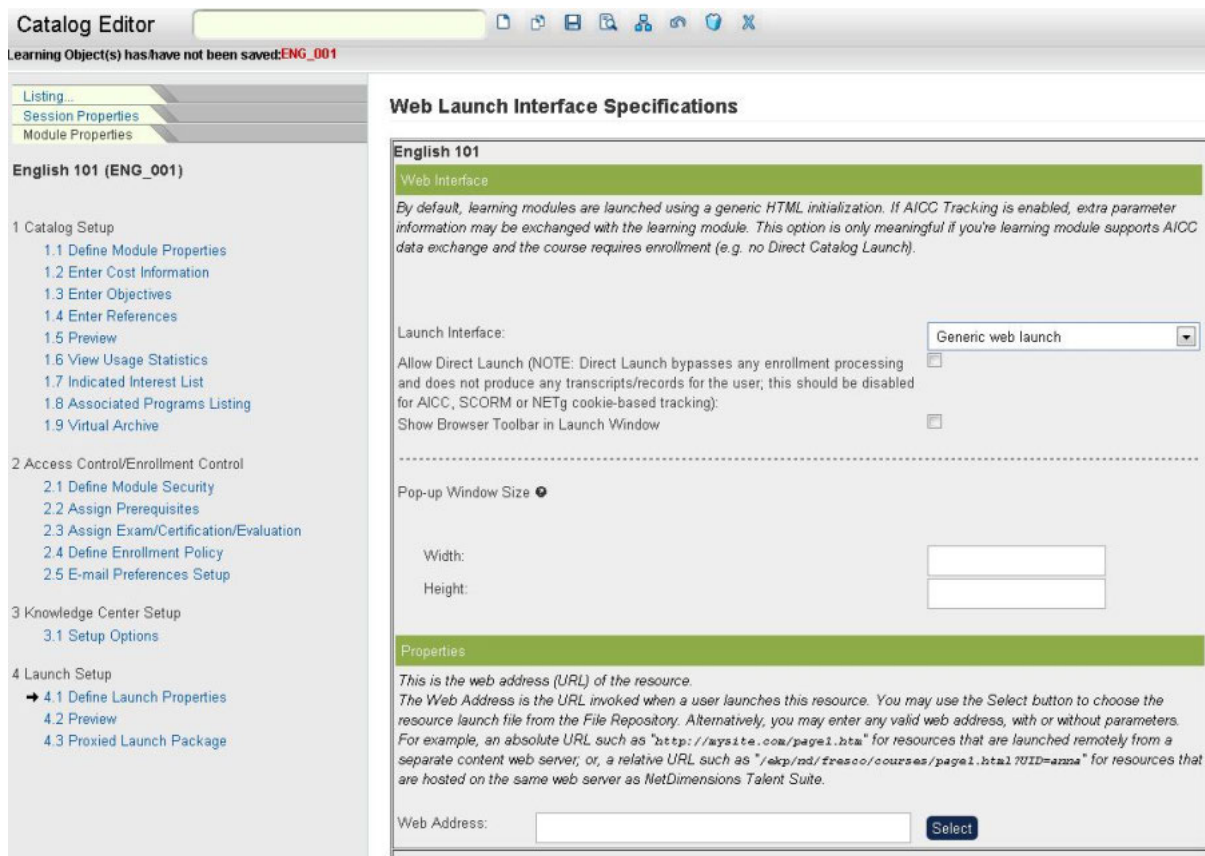 Catalog Editor
Learning Object(s) has/have not been saved:ENG_001
Listing...
Session Properties
Module Properties
English 101 (ENG_001)
1 Catalog Setup
1.1 Define Module Properties
1.2 Enter Cost Information
1.3 Enter Objectives
1.4 Enter References
1.5 Preview
1.6 View Usage Statistics
1.7 Indicated Interest List
1.8 Associated Programs Listing
1.9 Virtual Archive
2 Access Control/Enrollment Control
2.1 Define Module Security
2.2 Assign Prerequisites
2.3 Assign Exam/Certification/Evaluation
2.4 Define Enrollment Policy
2.5 E-mail Preferences Setup
3 Knowledge Center Setup
3.1 Setup Options
4 Launch Setup
4.1 Define Launch Properties
4.2 Preview
4.3 Proxied Launch Package
Web Launch Interface Specifications
English 101
Web Interface
By default, learning modules are launched using a generic HTML initialization. If AICC Tracking is enabled, extra parameter
information may be exchanged with the learning module. This option is only meaningful if you're learning module supports AICC
data exchange and the course requires enrollment (e.g. no Direct Catalog Launch).
Launch Interface:
Generic web launch
Allow Direct Launch (NOTE: Direct Launch bypasses any enrollment processing
and does not produce any transcripts/records for the user; this should be disabled
for AICC, SCORM or NETg cookie-based tracking):
Show Browser Toolbar in Launch Window
Pop-up Window Size
Width:
Height:
Properties
This is the web address (URL) of the resource.
The Web Address is the URL invoked when a user launches this resource. You may use the Select button to choose the
resource launch file from the File Repository. Alternatively, you may enter any valid web address, with or without parameters.
For example, an absolute URL such as "http://mysite.com/page1.htm" for resources that are launched remotely from a
separate content web server; or, a relative URL such as "/ekp/nd/fresco/courses/page1.html?UID=anna" for resources that
are hosted on the same web server as NetDimensions Talent Suite.
Web Address:
Select